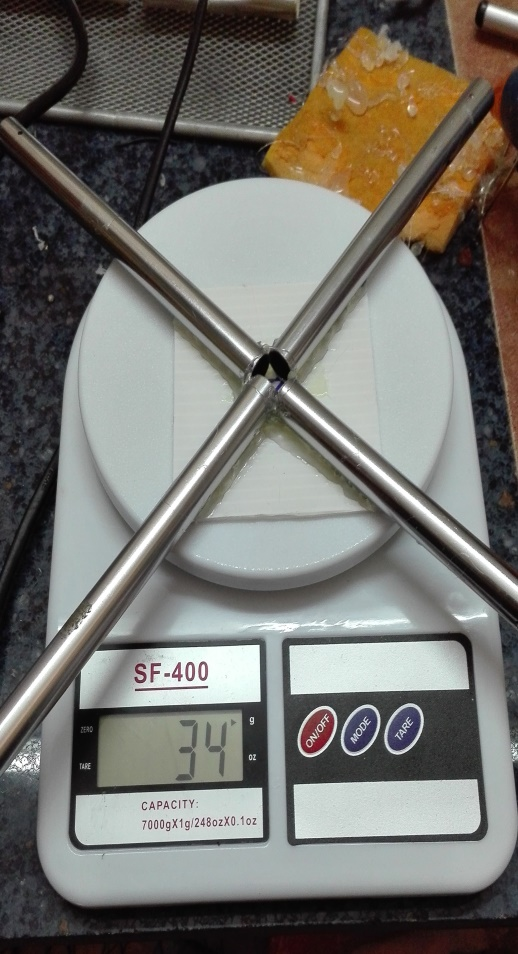 SF-400
ZERO
34
g
TARE
oz
CAPACITY:
7000gX1g/248ozX0.1oz
ON/OFF
MODE
TARE